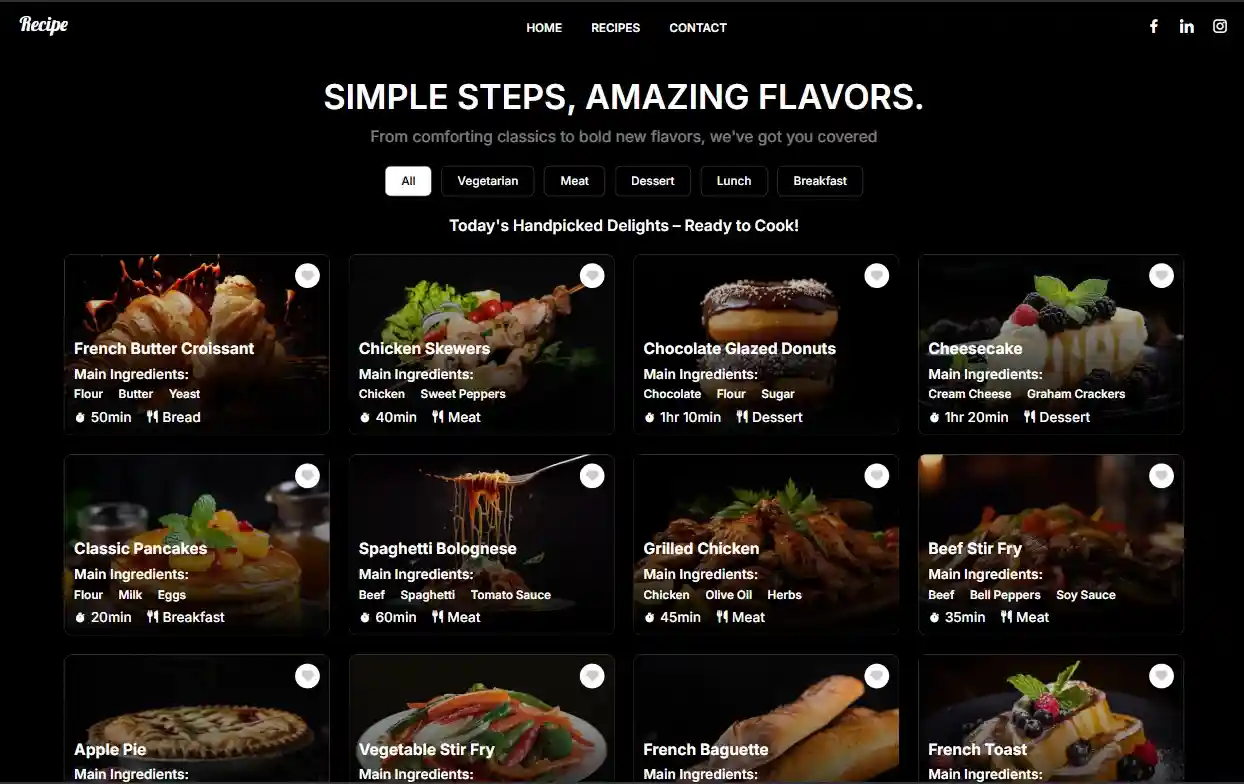 Recipe
HOME RECIPES CONTACT
SIMPLE STEPS, AMAZING FLAVORS.
From comforting classics to bold new flavors, we've got you covered
All Vegetarian Meat Dessert Lunch Breakfast
Today's Handpicked Delights – Ready to Cook!
French Butter Croissant
Main Ingredients:
Flour Butter Yeast
50min Bread
Chicken Skewers
Main Ingredients:
Chicken Sweet Peppers
40min Meat
Chocolate Glazed Donuts
Main Ingredients:
Chocolate Flour Sugar
1hr 10min Dessert
Cheesecake
Main Ingredients:
Cream Cheese Graham Crackers
1hr 20min Dessert
Classic Pancakes
Main Ingredients:
Flour Milk Eggs
20min Breakfast
Spaghetti Bolognese
Main Ingredients:
Beef Spaghetti Tomato Sauce
60min Meat
Grilled Chicken
Main Ingredients:
Chicken Olive Oil Herbs
45min Meat
Beef Stir Fry
Main Ingredients:
Beef Bell Peppers Soy Sauce
35min Meat
Apple Pie
Main Ingredients:
Vegetable Stir Fry
Main Ingredients:
French Baguette
Main Ingredients:
French Toast
Main Ingredients: